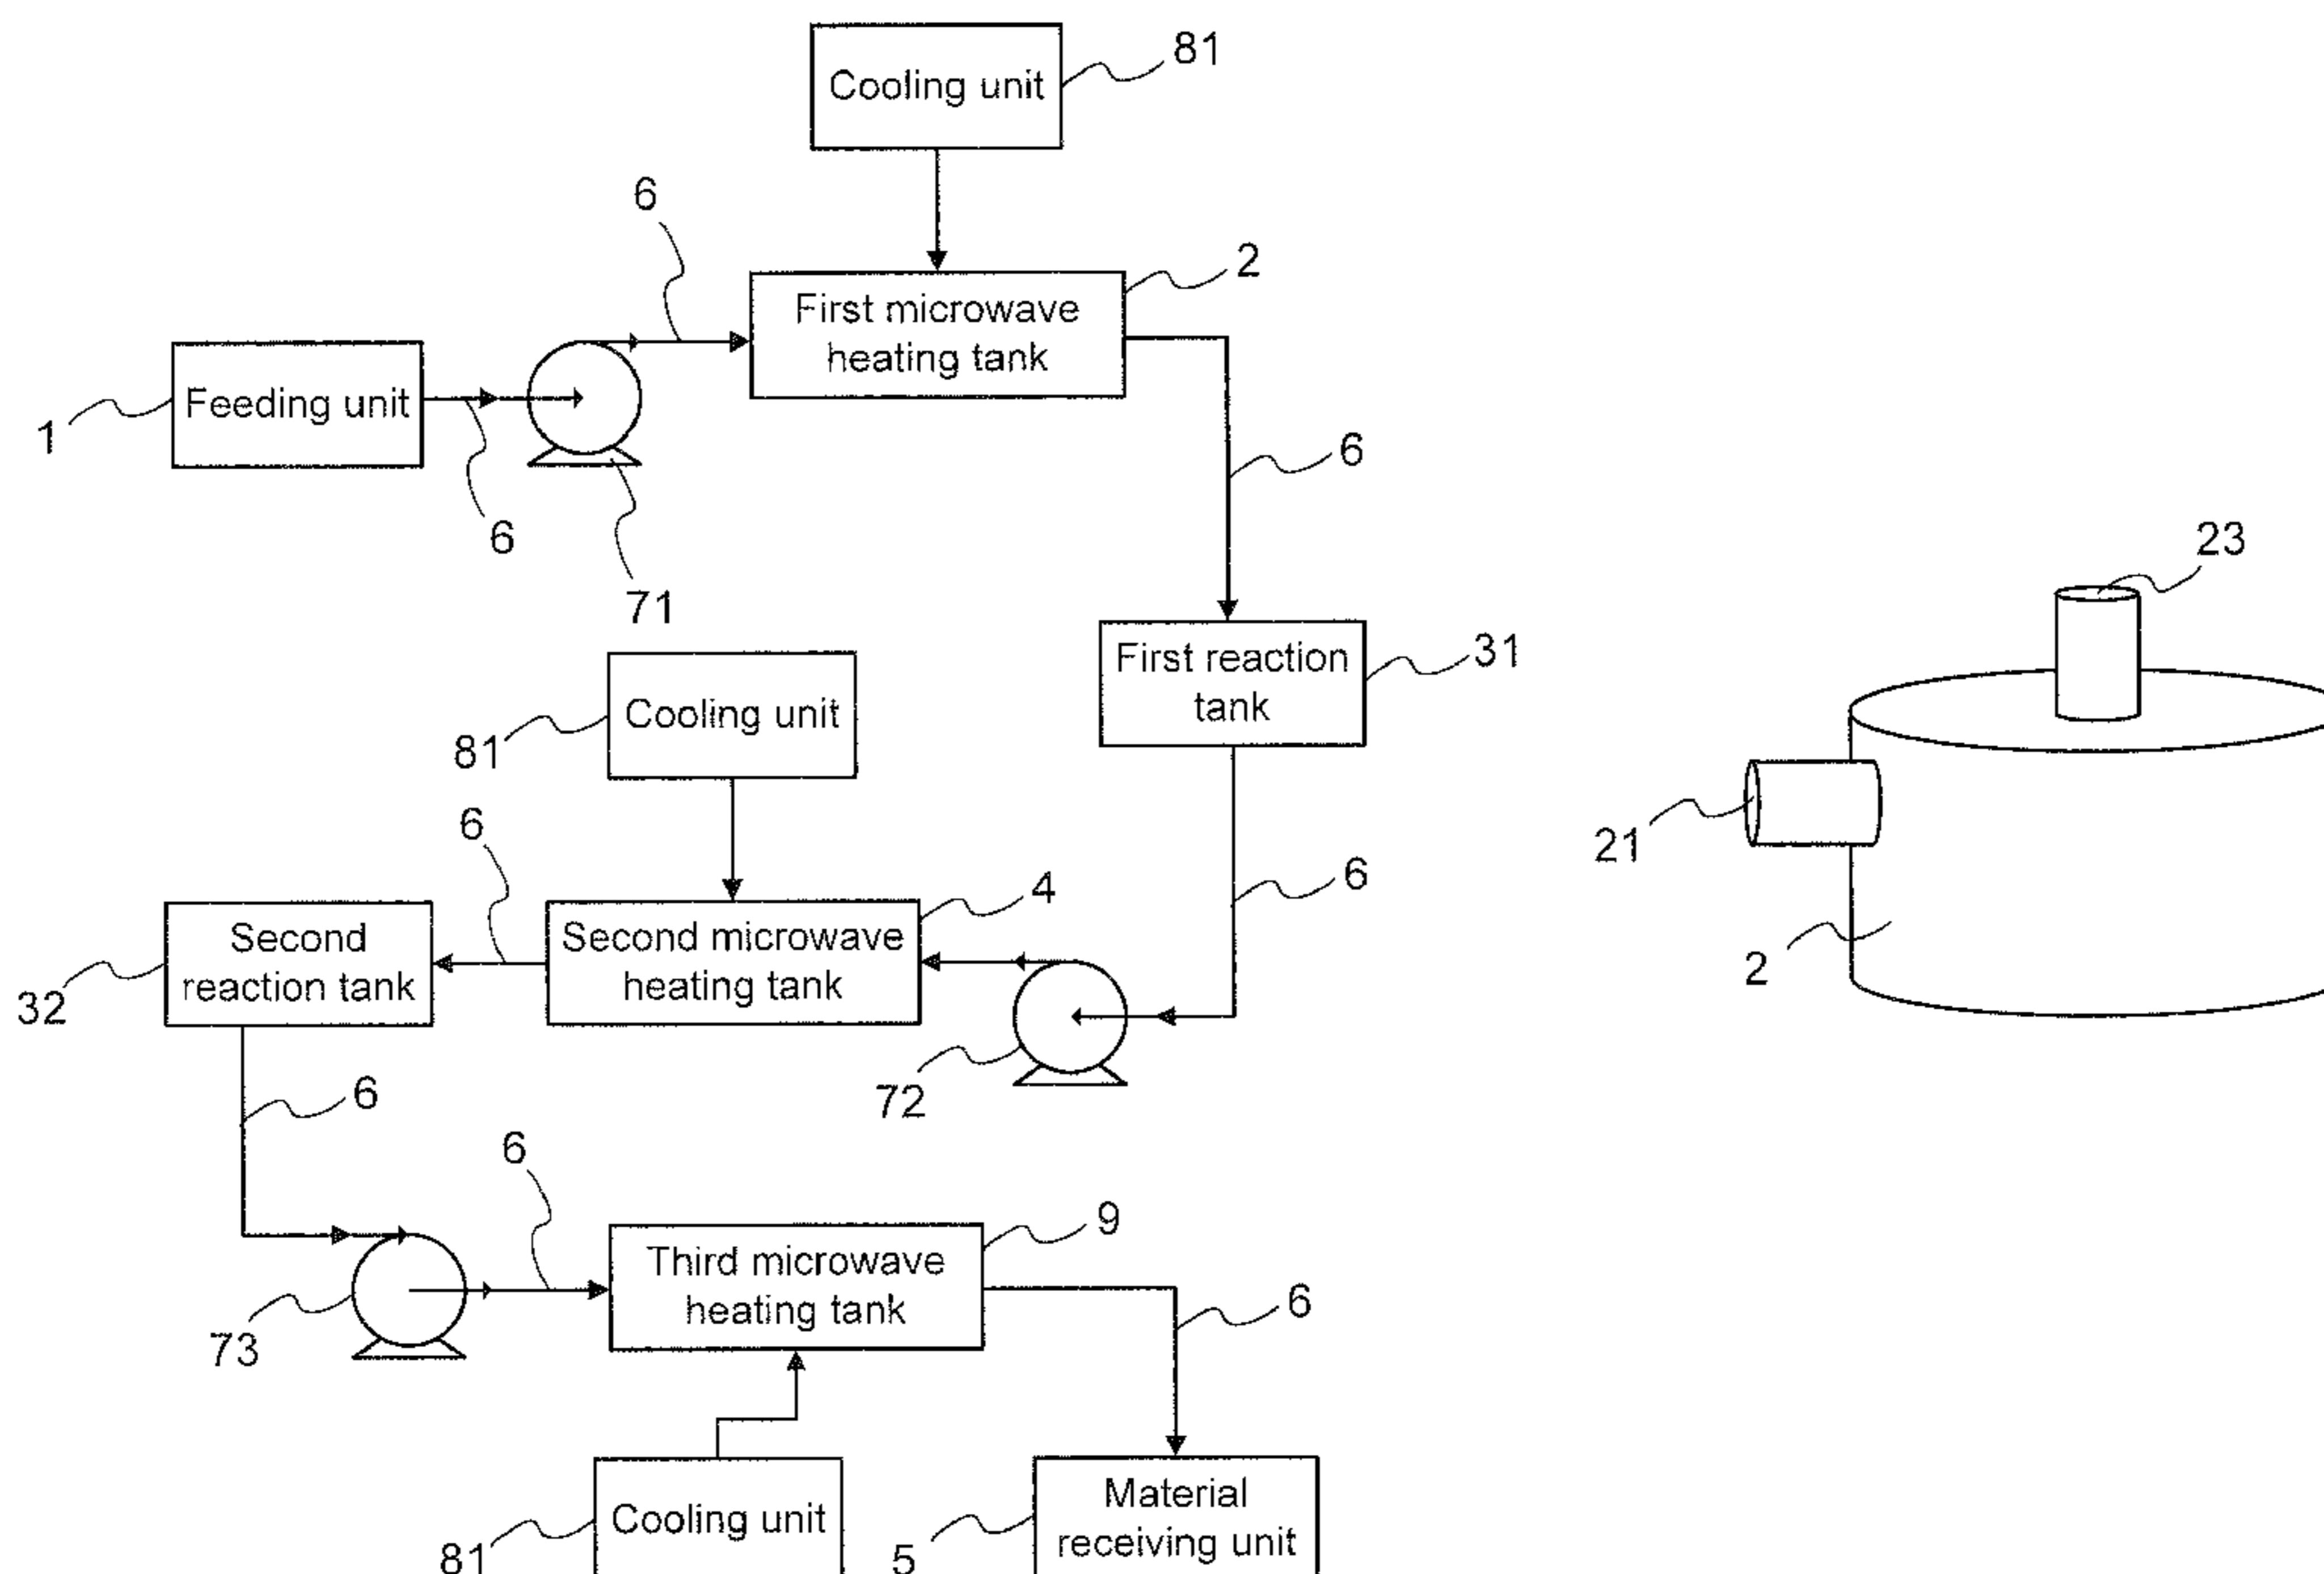 Cooling unit
81
6
First microwave
heating tank
2
Feeding unit
1
6
71
6
First reaction
tank
31
Cooling unit
81
6
Second microwave
heating tank
4
6
Second
reaction tank
32
72
6
6
Third microwave
heating tank
9
73
6
Cooling unit
81
Material
receiving unit
5
23
21
2